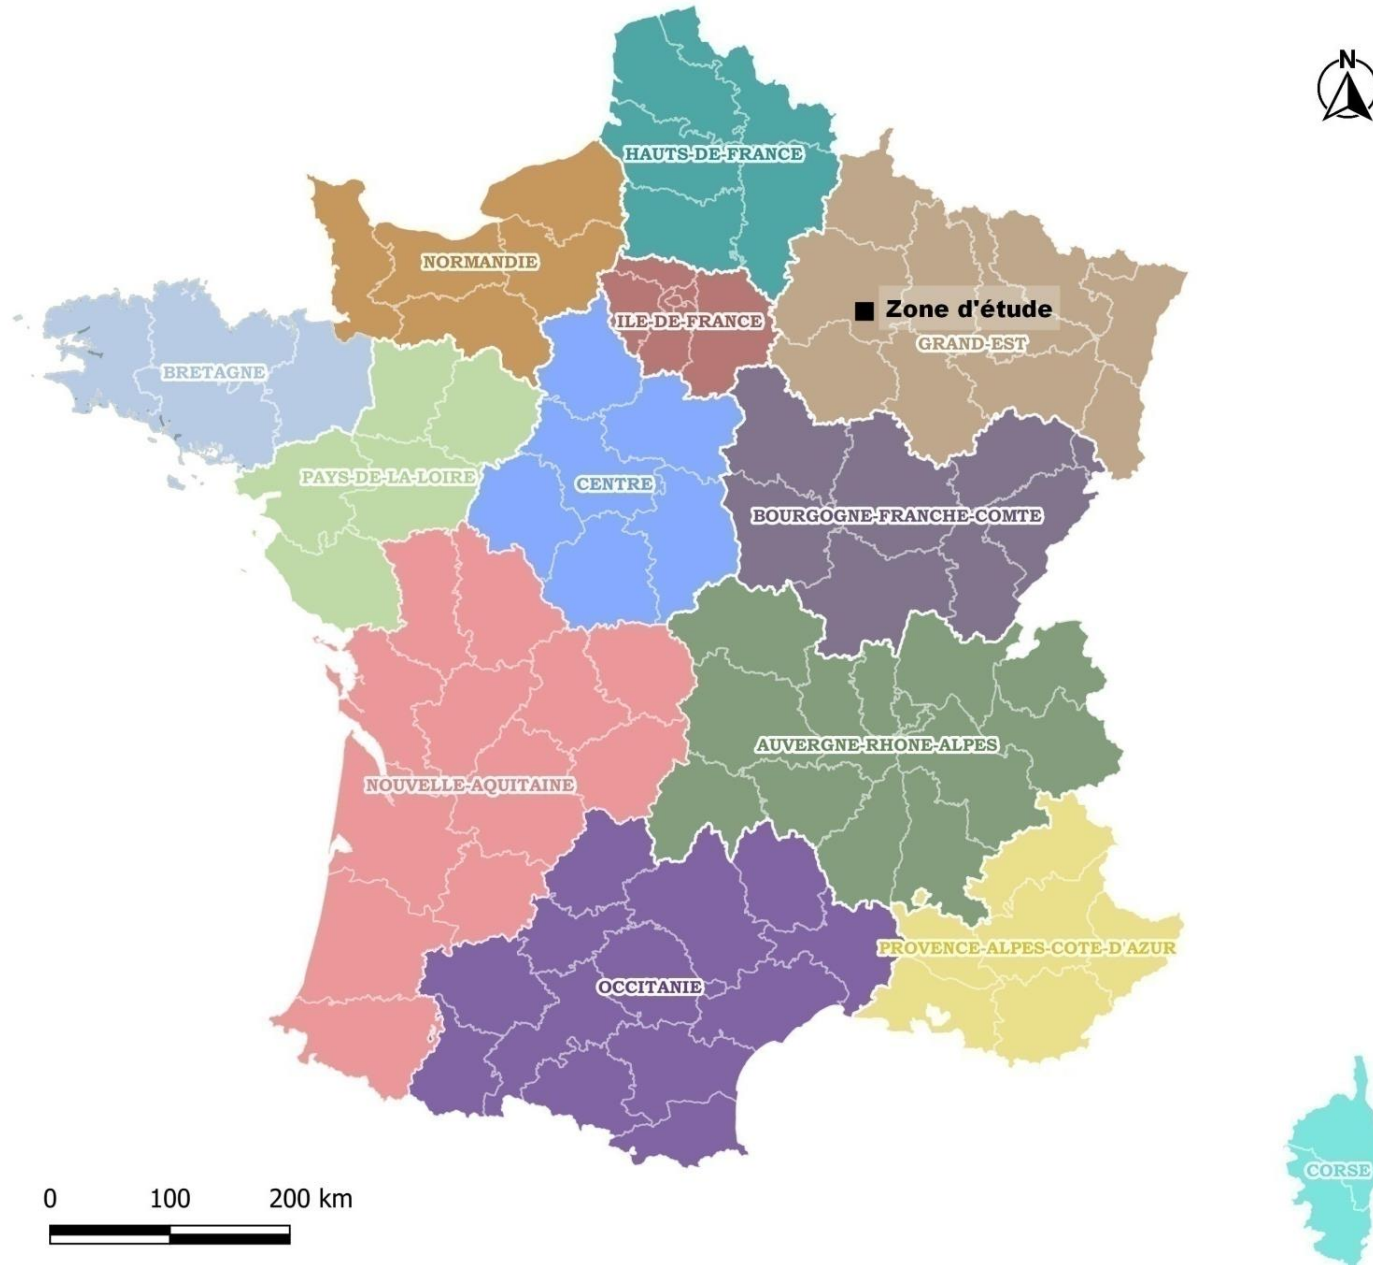 N
HAUTS-DE-FRANCE
NORMANDIE
Zone d'étude
ILE-DE-FRANCE
GRAND-EST
BRETAGNE
PAYS-DE-LA-LOIRE
CENTRE
BOURGOGNE-FRANCHE-COMTE
AUVERGNE-RHONE-ALPES
NOUVELLE-AQUITAINE
PROVENCE-ALPES-COTE-D'AZUR
OCCITANIE
CORSE
0 100 200 km